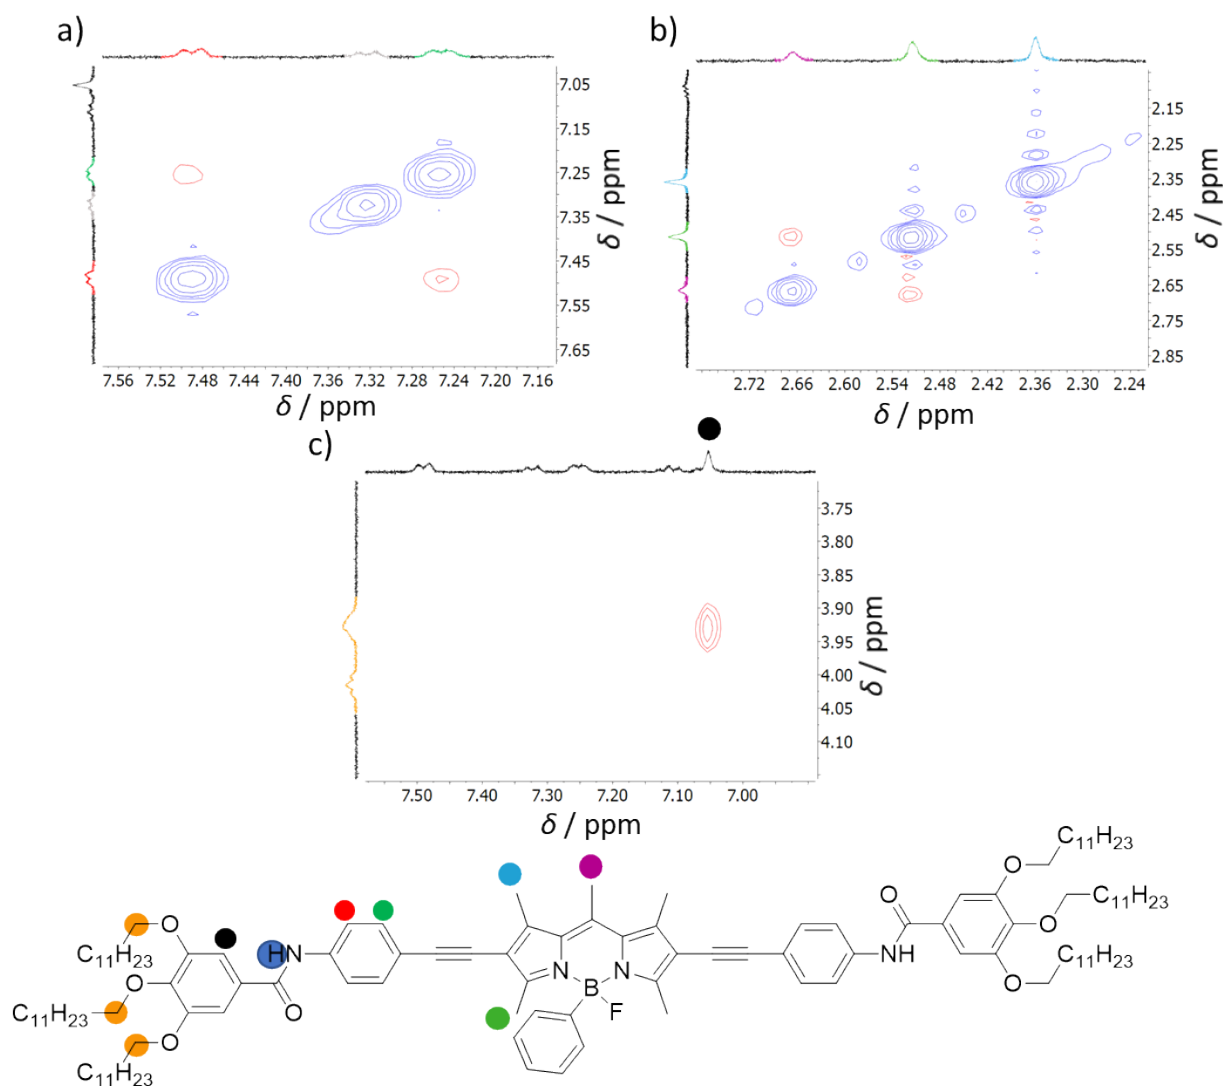 a)
7.05
7.15
7.25
7.35
7.45
7.55
7.65
δ / ppm
7.56 7.52 7.48 7.44 7.40 7.36 7.32 7.28 7.24 7.20 7.16
δ / ppm
b)
2.15
2.25
2.35
2.45
2.55
2.65
2.75
2.85
δ / ppm
2.72 2.66 2.60 2.54 2.48 2.42 2.36 2.30 2.24
δ / ppm
c)
3.75
3.80
3.85
3.90
3.95
4.00
4.05
4.10
δ / ppm
7.50 7.40 7.30 7.20 7.10 7.00
δ / ppm
C₁₁H₂₃
O
C₁₁H₂₃
O
O
C₁₁H₂₃
O
NH
O
C₁₁H₂₃
O
C₁₁H₂₃
O
HN
O
N
N
B
F
O
C₁₁H₂₃